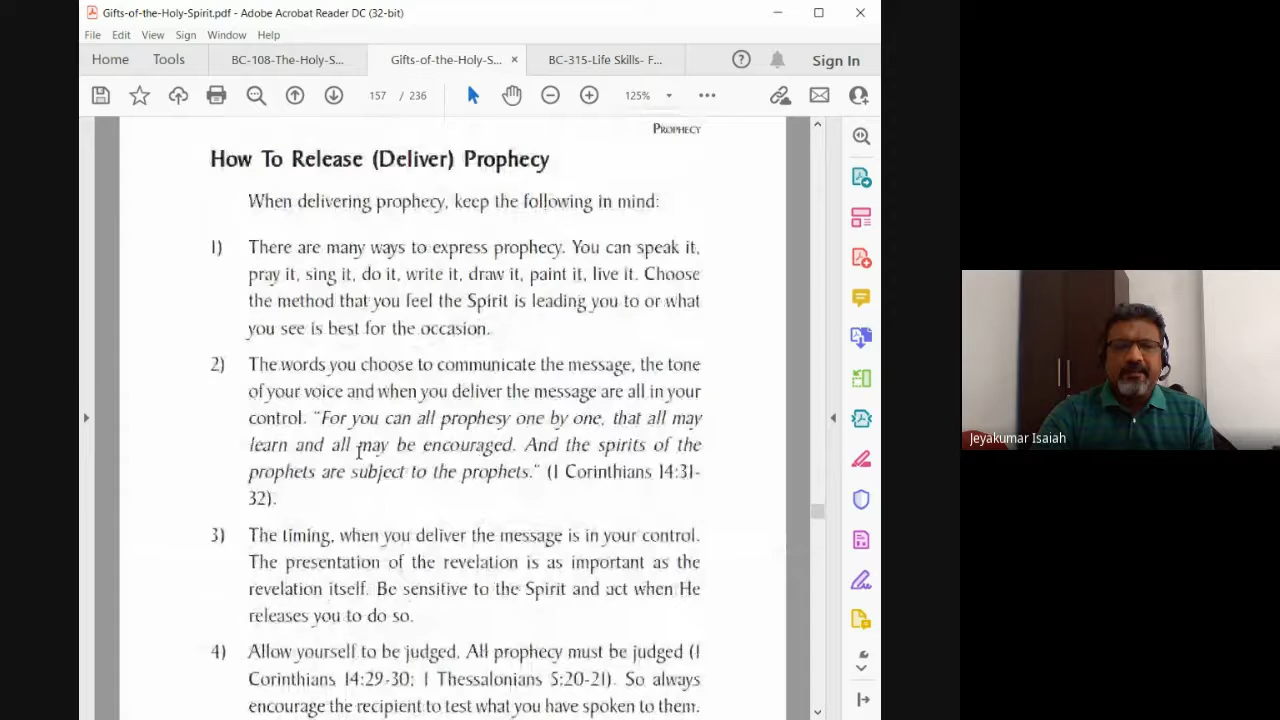 Gifts-of-the-Holy-Spirit.pdf - Adobe Acrobat Reader DC (32-bit)
File Edit View Sign Window Help
Home Tools BC-108-The-Holy-S... Gifts-of-the-Holy-S... × BC-315-Life Skills- F... Sign In
157 / 236 125%
PROPHECY
How To Release (Deliver) Prophecy
When delivering prophecy, keep the following in mind:
1) There are many ways to express prophecy. You can speak it,
pray it, sing it, do it, write it, draw it, paint it, live it. Choose
the method that you feel the Spirit is leading you to or what
you see is best for the occasion.
2) The words you choose to communicate the message, the tone
of your voice and when you deliver the message are all in your
control. "For you can all prophesy one by one, that all may
learn and all may be encouraged. And the spirits of the
prophets are subject to the prophets." (1 Corinthians 14:31-
32).
3) The timing, when you deliver the message is in your control.
The presentation of the revelation is as important as the
revelation itself. Be sensitive to the Spirit and act when He
releases you to do so.
4) Allow yourself to be judged. All prophecy must be judged (1
Corinthians 14:29-30; 1 Thessalonians 5:20-21). So always
encourage the recipient to test what you have spoken to them.
Jeyakumar Isaiah